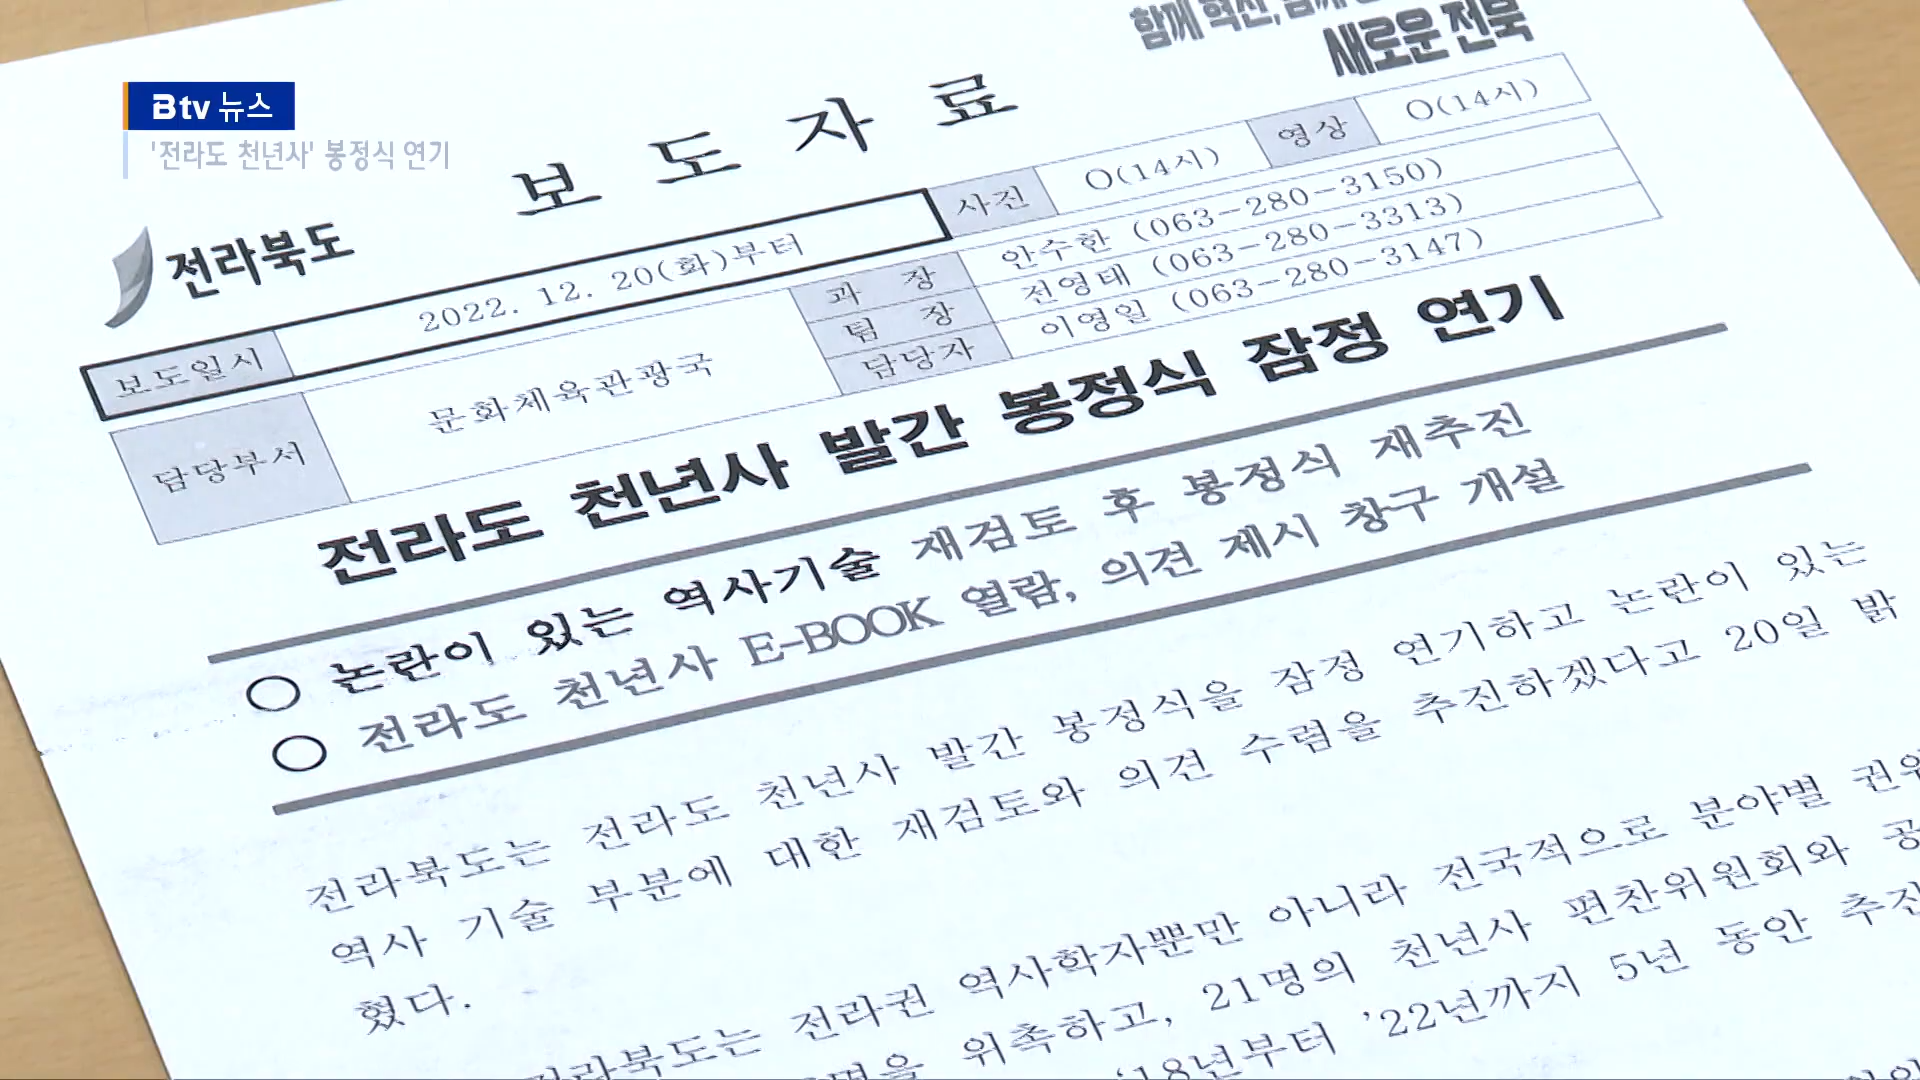 함께 혁신, 함께
새로운 전북
B tv 뉴스
'전라도 천년사' 봉정식 연기
보 도 자 료
전라북도
보도일시 2022. 12. 20(화)부터 사진 O(14시) 영상 O(14시)
담당부서 문화체육관광국
과 장 안수한 (063-280-3150)
팀 장 전영태 (063-280-3313)
담당자 이영일 (063-280-3147)
전라도 천년사 발간 봉정식 잠정 연기
○ 논란이 있는 역사기술 재검토 후 봉정식 재추진
○ 전라도 천년사 E-BOOK 열람, 의견 제시 창구 개설
전라북도는 전라도 천년사 발간 봉정식을 잠정 연기하고 논란이 있는
역사 기술 부분에 대한 재검토와 의견 수렴을 추진하겠다고 20일 밝
혔다.
전라북도는 전라권 역사학자뿐만 아니라 전국적으로 분야별
위촉하고, 21명의 천년사 편찬위원회와
'18년부터 '22년까지 5년 동안 추진